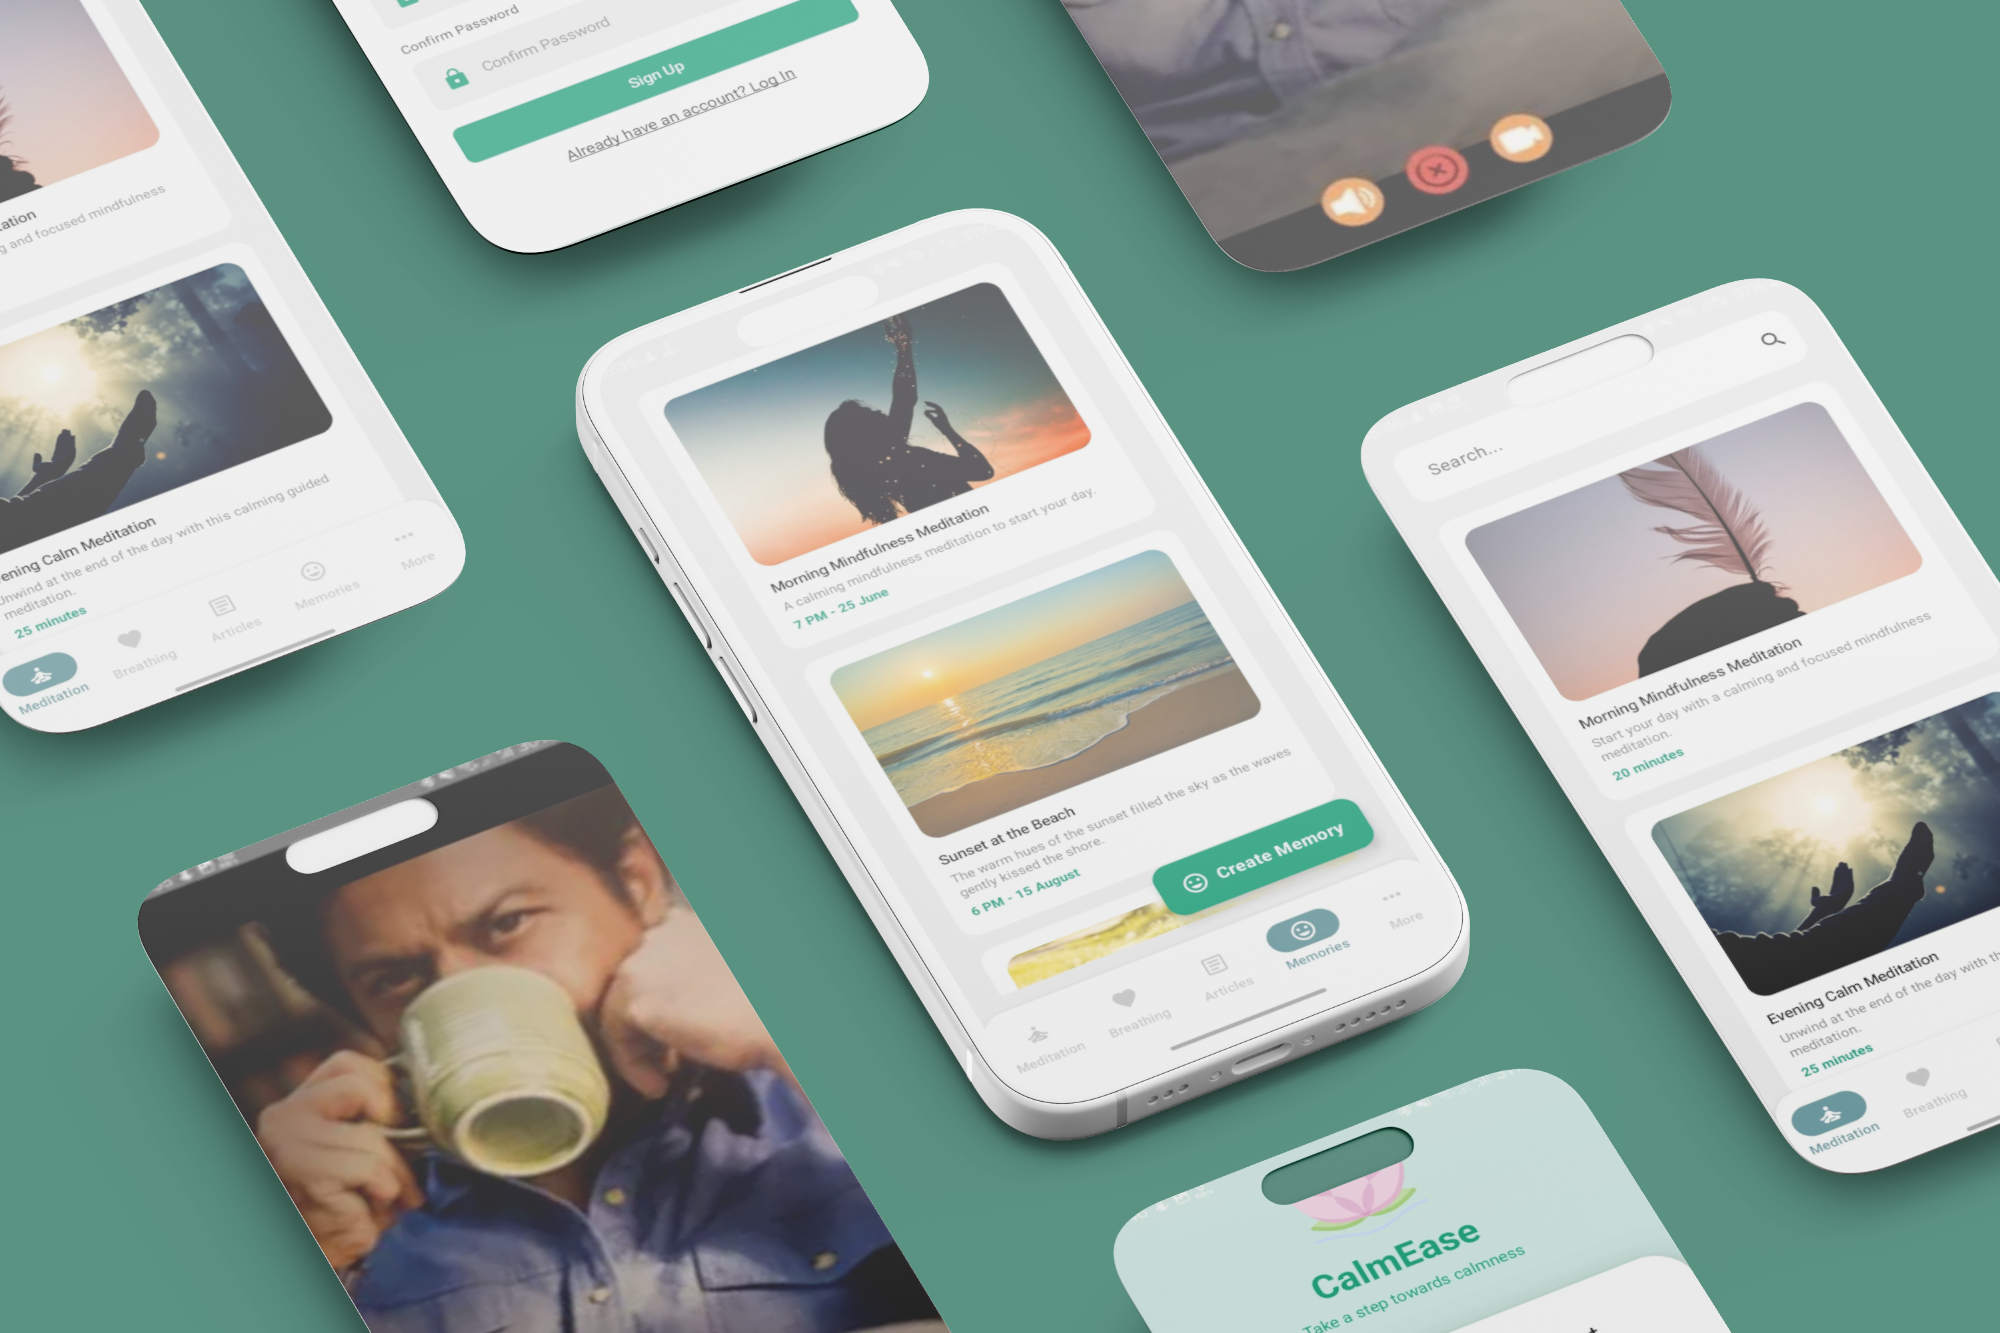 tation
g and focused mindfulness
ening Calm Meditation
Unwind at the end of the day with this calming guided
meditation.
25 minutes
Meditation
Breathing
Articles
Memories
More
Confirm Password
Confirm Password
Sign Up
Already have an account? Log In
Morning Mindfulness Meditation
A calming mindfulness meditation to start your day.
7 PM - 25 June
Sunset at the Beach
The warm hues of the sunset filled the sky as the waves
gently kissed the shore.
6 PM - 15 August
Create Memory
Meditation
Breathing
Articles
Memories
More
Search...
Morning Mindfulness Meditation
Start your day with a calming and focused mindfulness
meditation.
20 minutes
Evening Calm Meditation
Unwind at the end of the day with th
meditation.
25 minutes
Meditation
Breathing
CalmEase
Take a step towards calmness